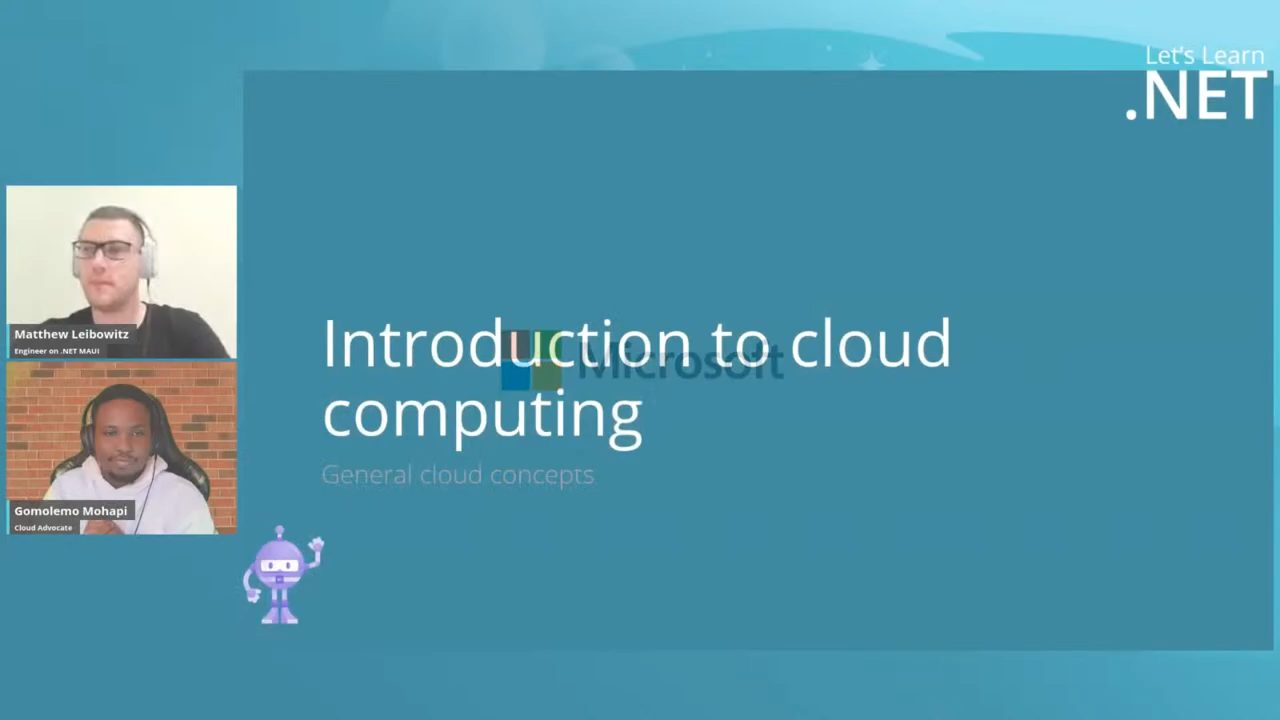 Let's Learn
.NET
Matthew Leibowitz
Engineer on .NET MAUI
Introduction to cloud
Microsoft
computing
General cloud concepts
Gomolemo Mohapi
Cloud Advocate